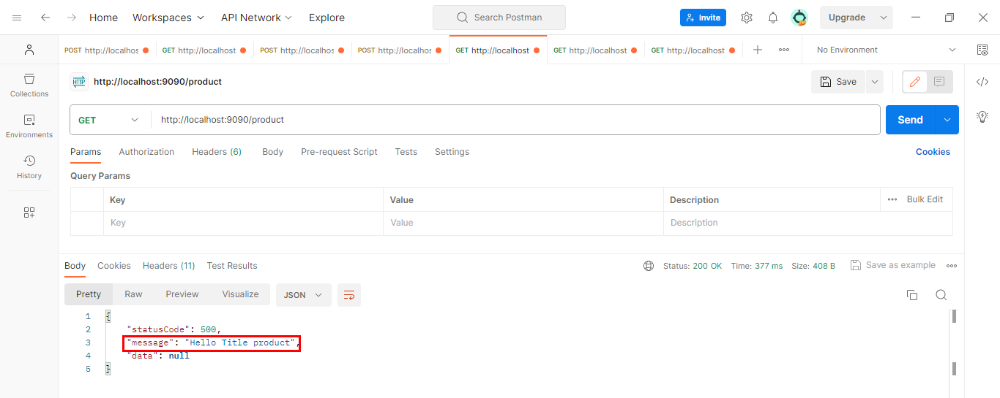 Home Workspaces API Network Explore Search Postman Invite Upgrade
POST http://localhos GET http://localhost POST http://localhos POST http://localhos GET http://localhost GET http://localhost GET http://localhost No Environment
HTTP http://localhost:9090/product Save
Collections
GET http://localhost:9090/product Send
Environments
Params Authorization Headers (6) Body Pre-request Script Tests Settings Cookies
History
Query Params
Key Value Description Bulk Edit
Key Value Description
Body Cookies Headers (11) Test Results Status: 200 OK Time: 377 ms Size: 408 B Save as example
Pretty Raw Preview Visualize JSON
1 {
2 "statusCode": 500,
3 "message": "Hello Title product",
4 "data": null
5 }